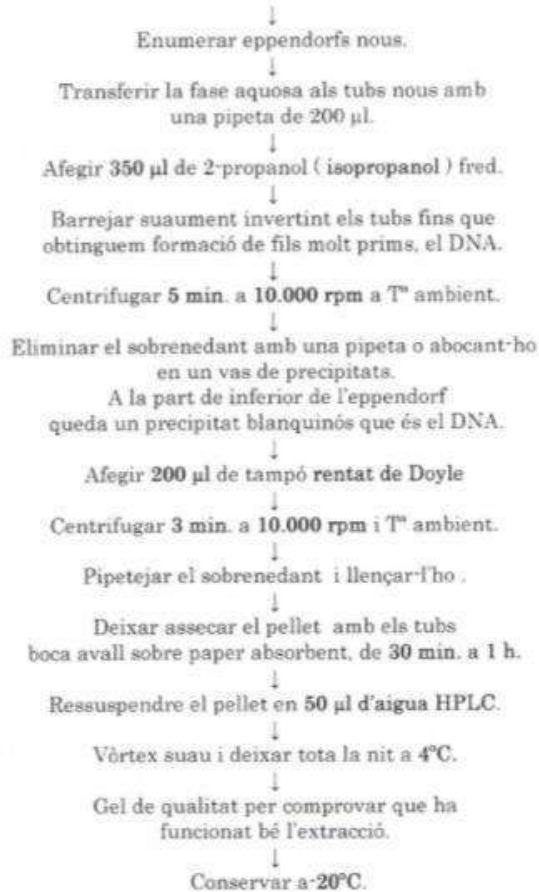 ↓
Enumerar eppendorfs nous.
↓
Transferir la fase aquosa als tubs nous amb
una pipeta de 200 µl.
↓
Afegir 350 µl de 2-propanol ( isopropanol ) fred.
↓
Barrejar suaument invertint els tubs fins que
obtinguem formació de fils molt prims, el DNA.
↓
Centrifugar 5 min. a 10.000 rpm a Tª ambient.
↓
Eliminar el sobrenedant amb una pipeta o abocant-ho
en un vas de precipitats.
A la part de inferior de l'eppendorf
queda un precipitat blanquinós que és el DNA.
↓
Afegir 200 µl de tampó rentat de Doyle
↓
Centrifugar 3 min. a 10.000 rpm i Tª ambient.
↓
Pipetejar el sobrenedant i llençar-l'ho .
↓
Deixar assecar el pellet amb els tubs
boca avall sobre paper absorbent, de 30 min. a 1 h.
↓
Ressuspendre el pellet en 50 µl d'aigua HPLC.
↓
Vòrtex suau i deixar tota la nit a 4ºC.
↓
Gel de qualitat per comprovar que ha
funcionat bé l'extracció.
↓
Conservar a-20ºC.